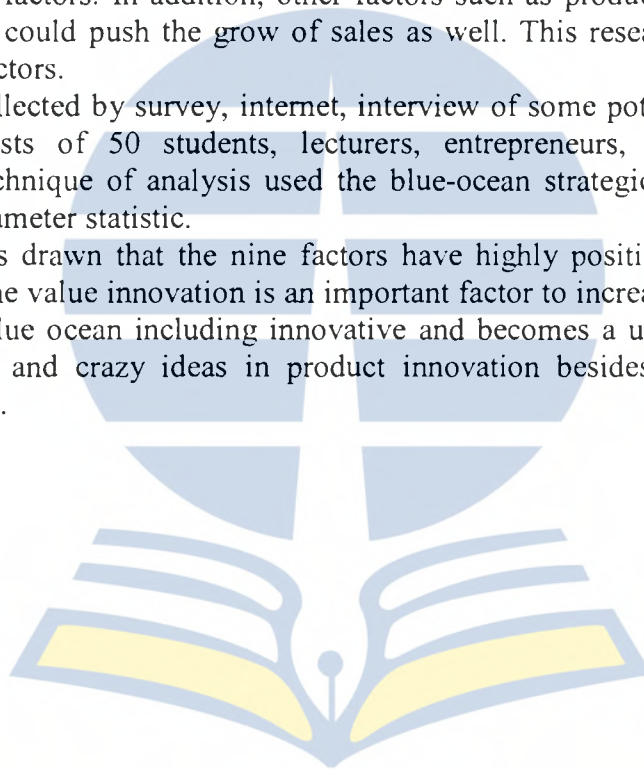 factors. In addition, other factors such as produc
could push the grow of sales as well. This resea
ctors.
llected by survey, internet, interview of some pot
sts of 50 students, lecturers, entrepreneurs,
chnique of analysis used the blue-ocean strategic
ameter statistic.
s drawn that the nine factors have highly positi
ne value innovation is an important factor to increa
lue ocean including innovative and becomes a u
and crazy ideas in product innovation besides
.